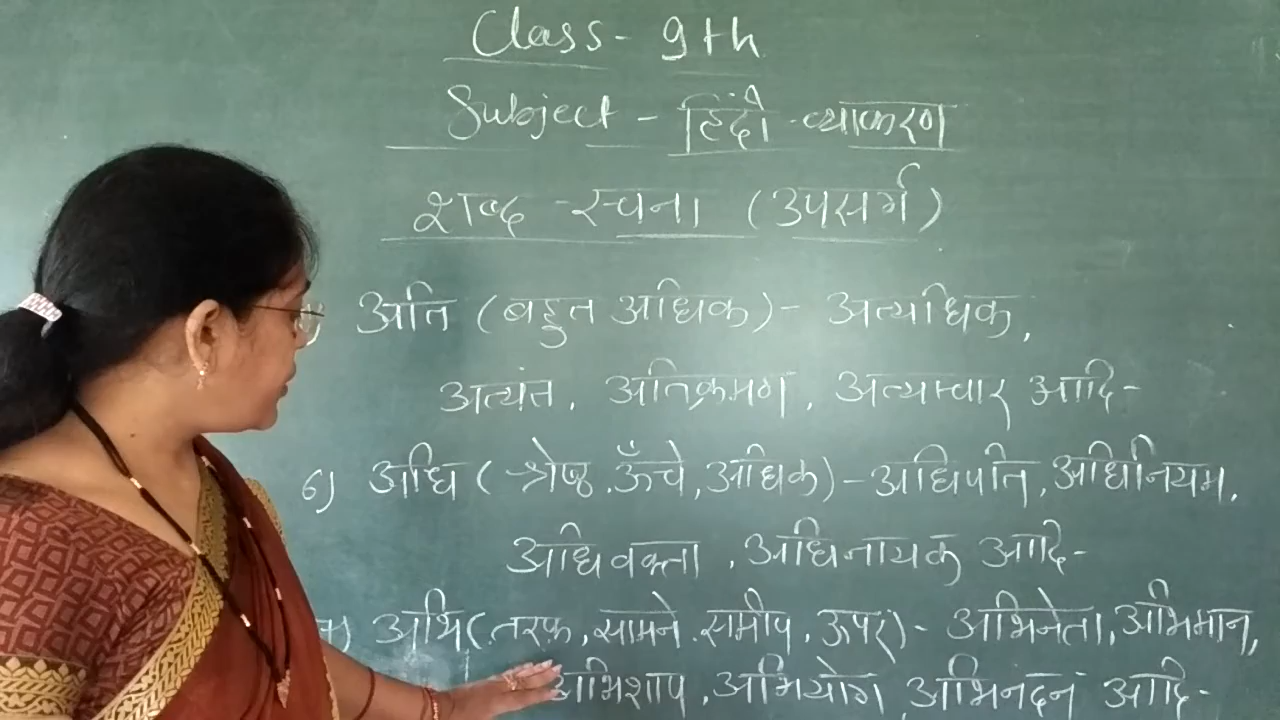 Class - 9th
Subject - हिंदी व्याकरण
शब्द - रचना (उपसर्ग)
अति (बहुत अधिक) - अत्यधिक,
अत्यंत, अतिक्रमण, अत्याचार आदि -
6) अधि (श्रेष्ठ, ऊँचे, अधिक) - अधिपति, अधिनियम,
अधिवक्ता, अधिनायक आदि -
) अभि (तरफ, सामने, समीप, ऊपर) - अभिनेता, अभिमान,
अभिशाप, अभियोग, अभिनदन आदि -